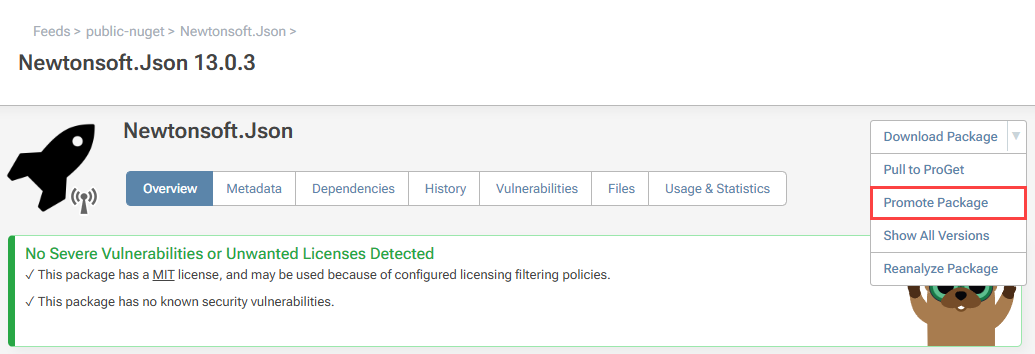 Feeds > public-nuget > Newtonsoft.Json >
Newtonsoft.Json 13.0.3
Newtonsoft.Json
Download Package
Overview Metadata Dependencies History Vulnerabilities Files Usage & Statistics
Pull to ProGet
Promote Package
Show All Versions
Reanalyze Package
No Severe Vulnerabilities or Unwanted Licenses Detected
✓ This package has a MIT license, and may be used because of configured licensing filtering policies.
✓ This package has no known security vulnerabilities.